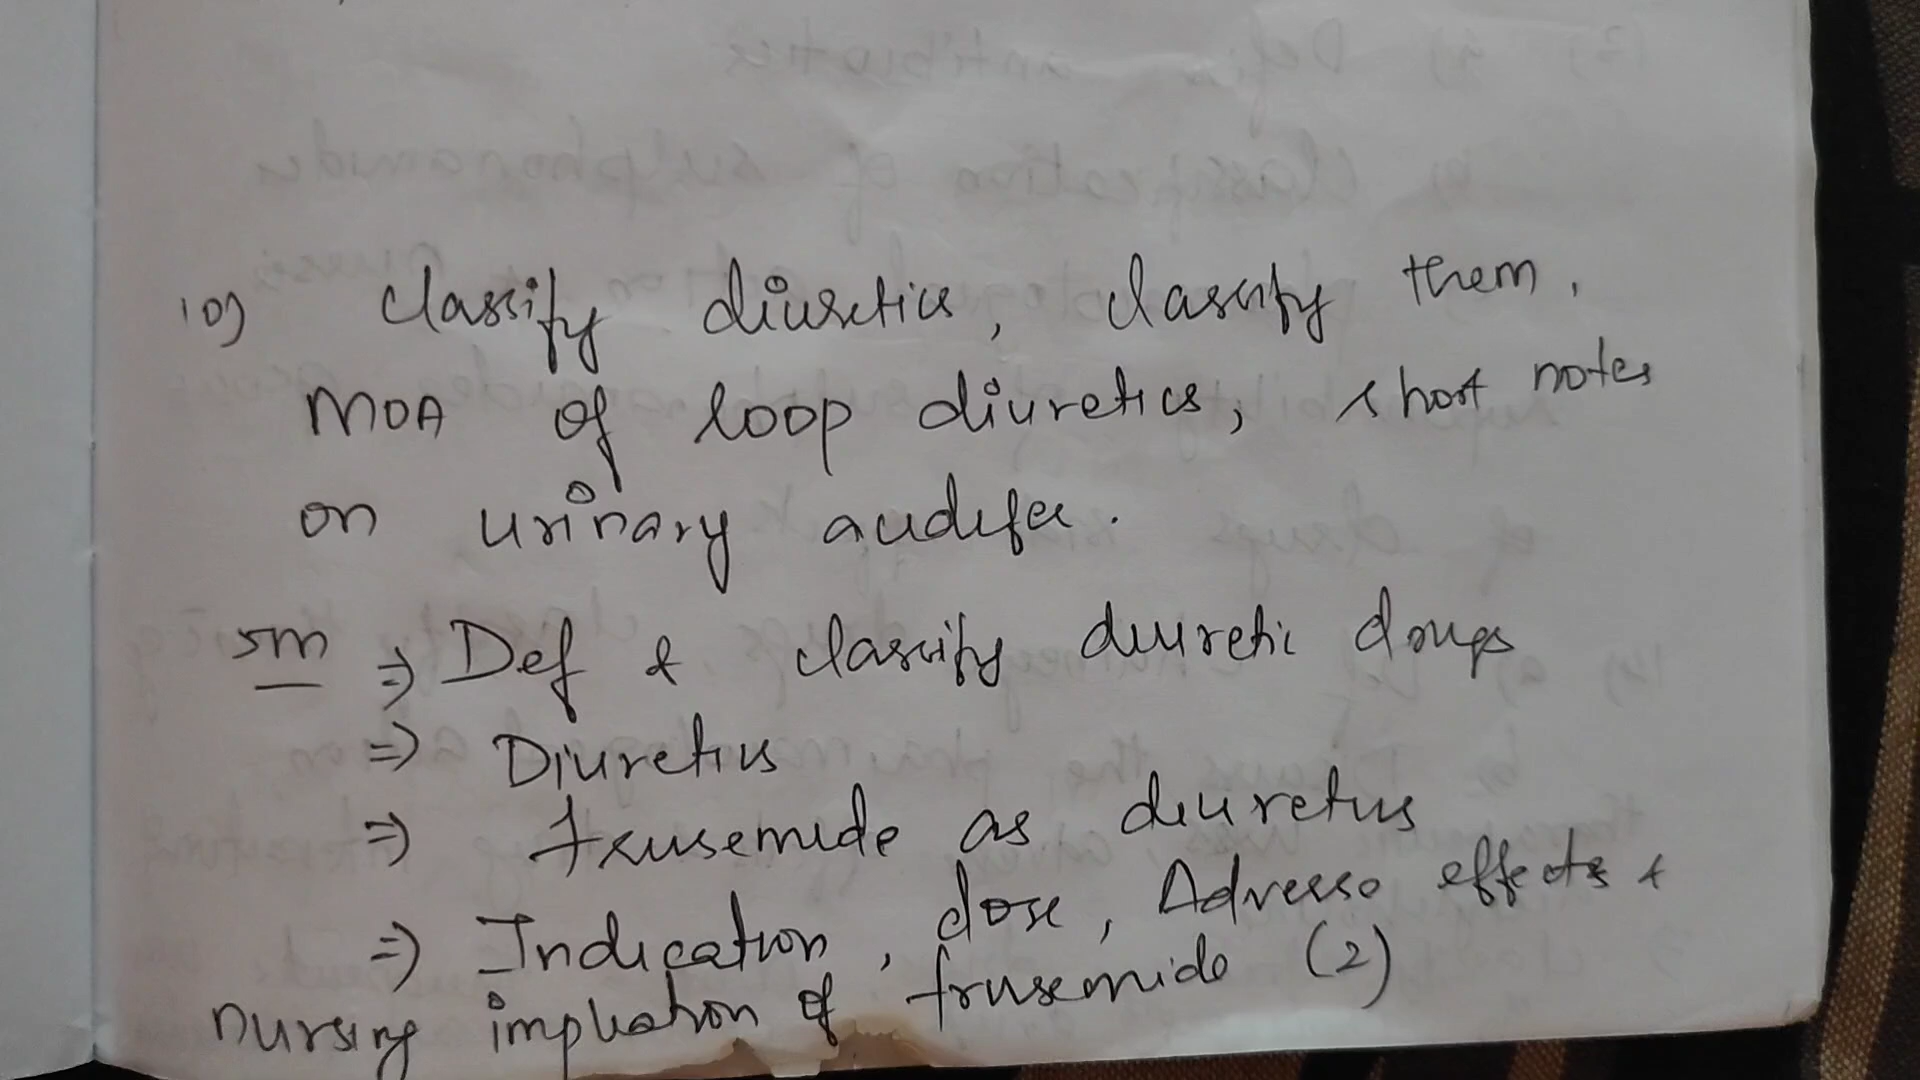 10) classify diuretics, classify them,
MOA of loop diuretics, short notes
on urinary
5m ⇒ Def & classify diuretic drugs
⇒ Diuretics
⇒ frusemide as diuretics
⇒ Indication, dose, Adverse effects &
nursing implication of frusemide (2)